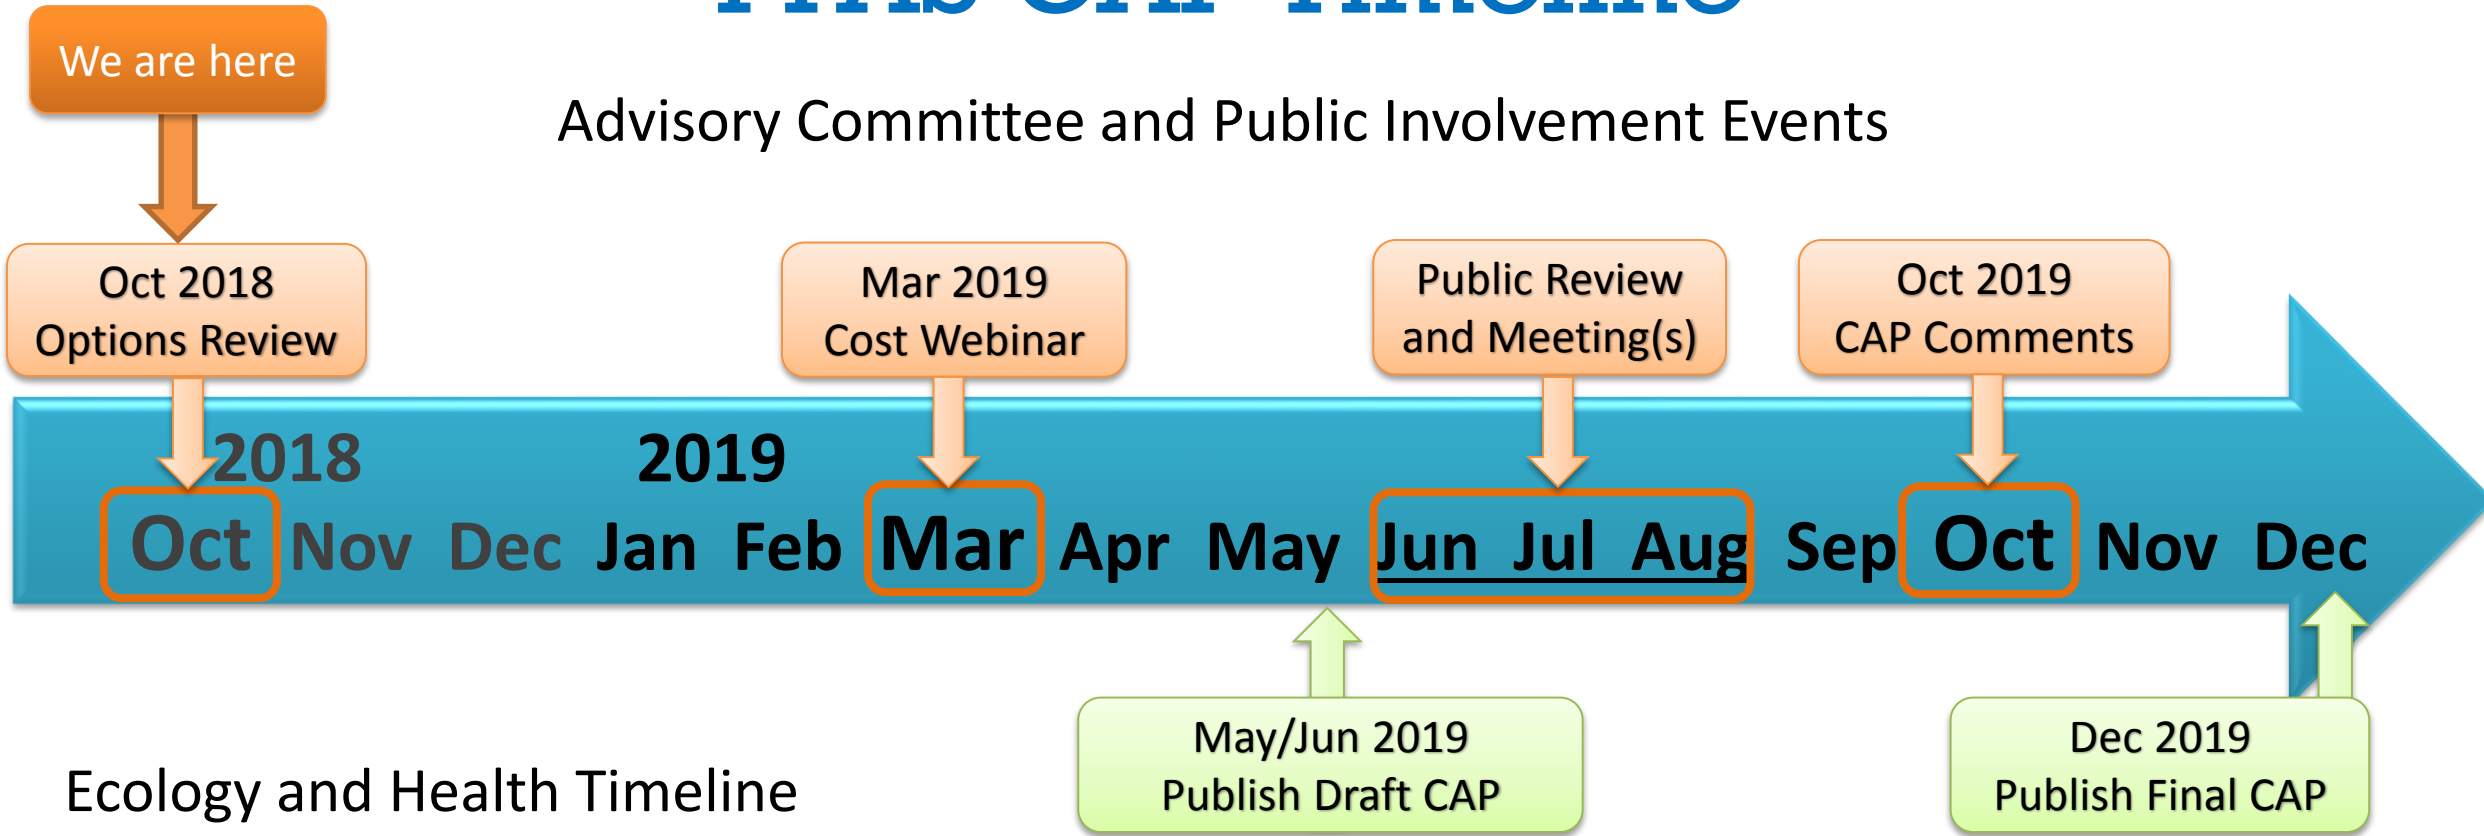 PFAS CAP Timeline
We are here
Advisory Committee and Public Involvement Events
Oct 2018
Options Review
Mar 2019
Cost Webinar
Public Review
and Meeting(s)
Oct 2019
CAP Comments
2018 2019
Oct Nov Dec Jan Feb Mar Apr May Jun Jul Aug Sep Oct Nov Dec
May/Jun 2019
Publish Draft CAP
Dec 2019
Publish Final CAP
Ecology and Health Timeline